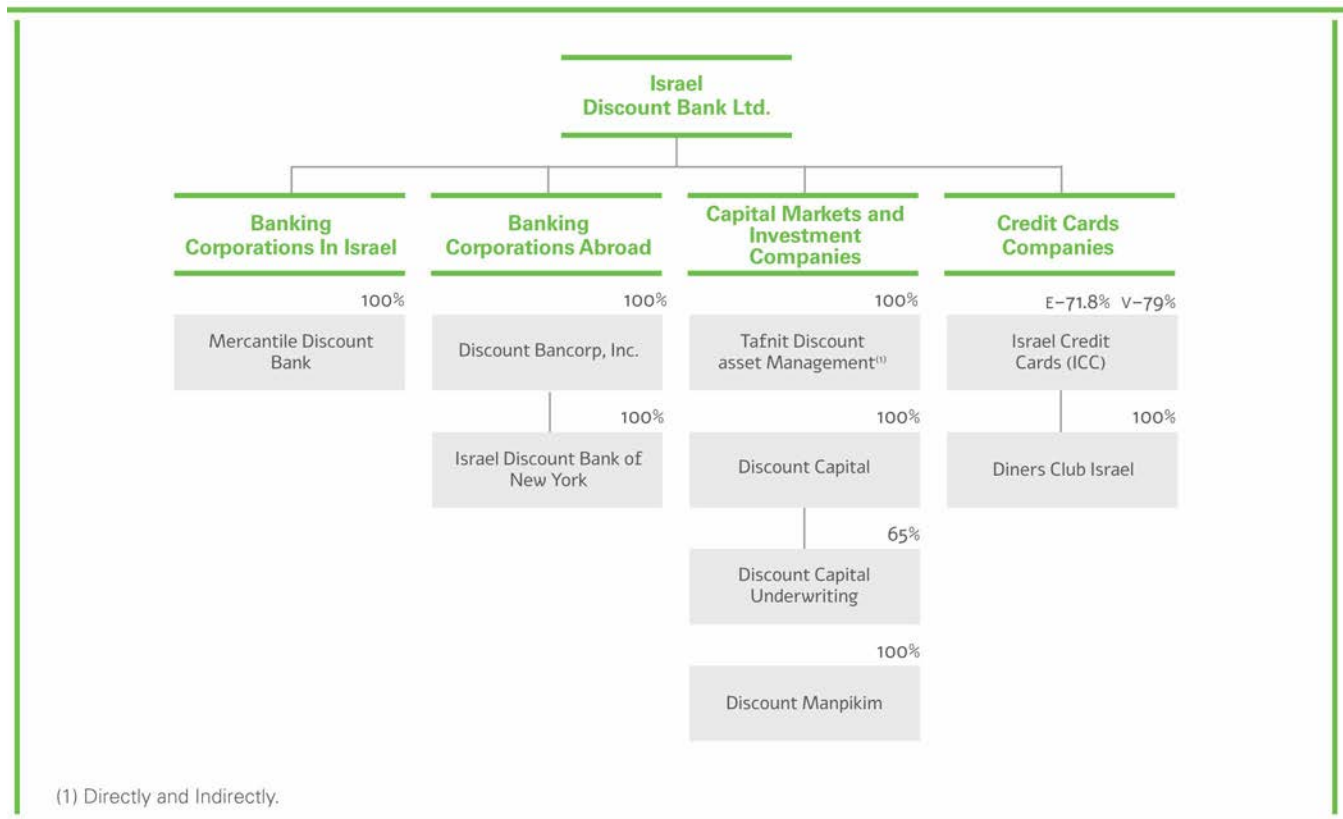 Israel
Discount Bank Ltd.
Banking
Corporations In Israel
100%
Mercantile Discount
Bank
Banking
Corporations Abroad
100%
Discount Bancorp, Inc.
100%
Israel Discount Bank of
New York
Capital Markets and
Investment
Companies
100%
Tafnit Discount
asset Management⁽¹⁾
100%
Discount Capital
65%
Discount Capital
Underwriting
100%
Discount Manpikim
Credit Cards
Companies
E–71.8% V–79%
Israel Credit
Cards (ICC)
100%
Diners Club Israel
(1) Directly and Indirectly.